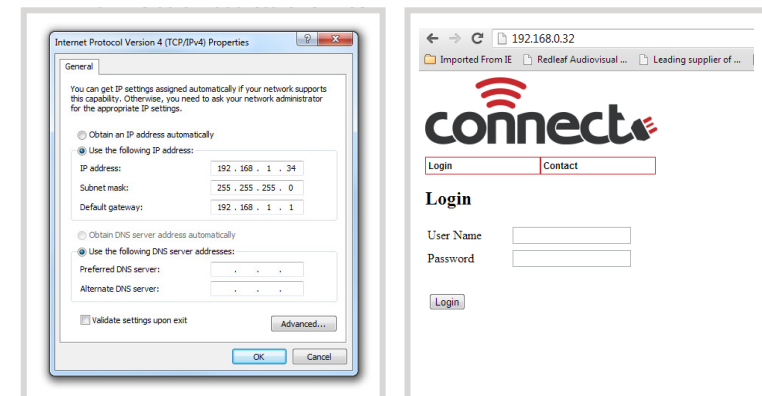 Internet Protocol Version 4 (TCP/IPv4) Properties
General
You can get IP settings assigned automatically if your network supports
this capability. Otherwise, you need to ask your network administrator
for the appropriate IP settings.
Obtain an IP address automatically
Use the following IP address:
IP address: 192 . 168 . 1 . 34
Subnet mask: 255 . 255 . 255 . 0
Default gateway: 192 . 168 . 1 . 1
Obtain DNS server address automatically
Use the following DNS server addresses:
Preferred DNS server: . . .
Alternate DNS server: . . .
Validate settings upon exit
Advanced...
OK Cancel
192.168.0.32
Imported From IE Redleaf Audiovisual ... Leading supplier of ...
connect
Login Contact
Login
User Name
Password
Login